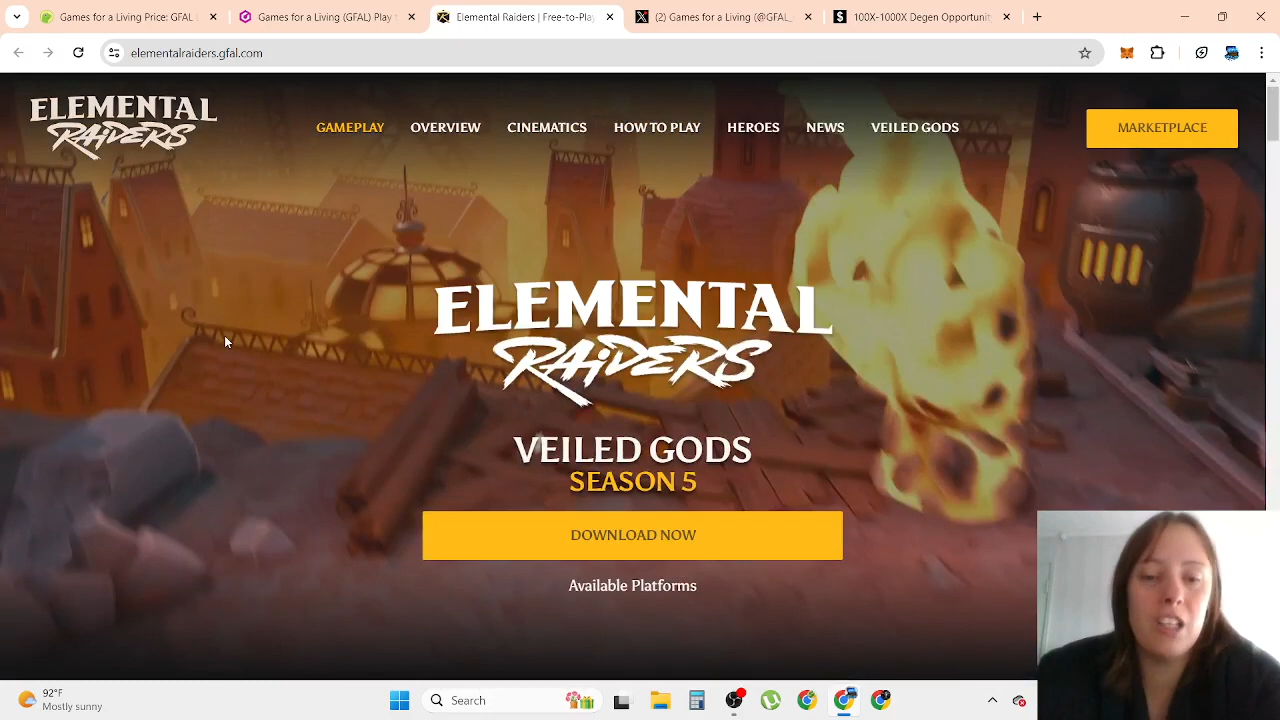 Games for a Living Price: GFAL L
Games for a Living (GFAL) Play t
Elemental Raiders | Free-to-Play
(2) Games for a Living (@GFAL_
100X-1000X Degen Opportunit
elementalraiders.gfal.com
ELEMENTAL RAIDERS
GAMEPLAY
OVERVIEW
CINEMATICS
HOW TO PLAY
HEROES
NEWS
VEILED GODS
MARKETPLACE
ELEMENTAL
RAIDERS
VEILED GODS
SEASON 5
DOWNLOAD NOW
Available Platforms
92°F
Mostly sunny
Search